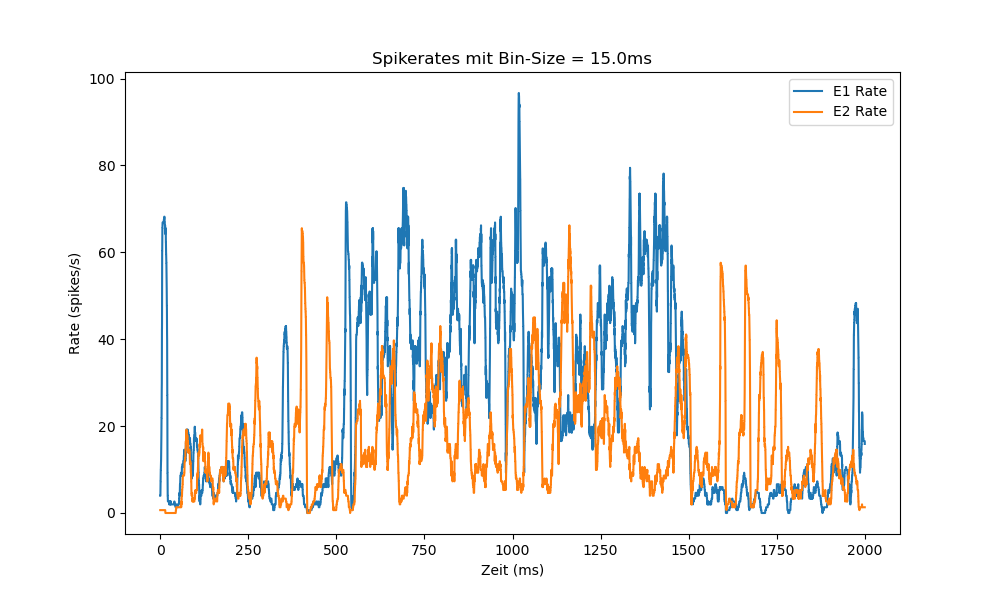 Spikerates mit Bin-Size = 15.0ms
E1 Rate
E2 Rate
100
80
60
40
20
0
Rate (spikes/s)
0 250 500 750 1000 1250 1500 1750 2000
Zeit (ms)